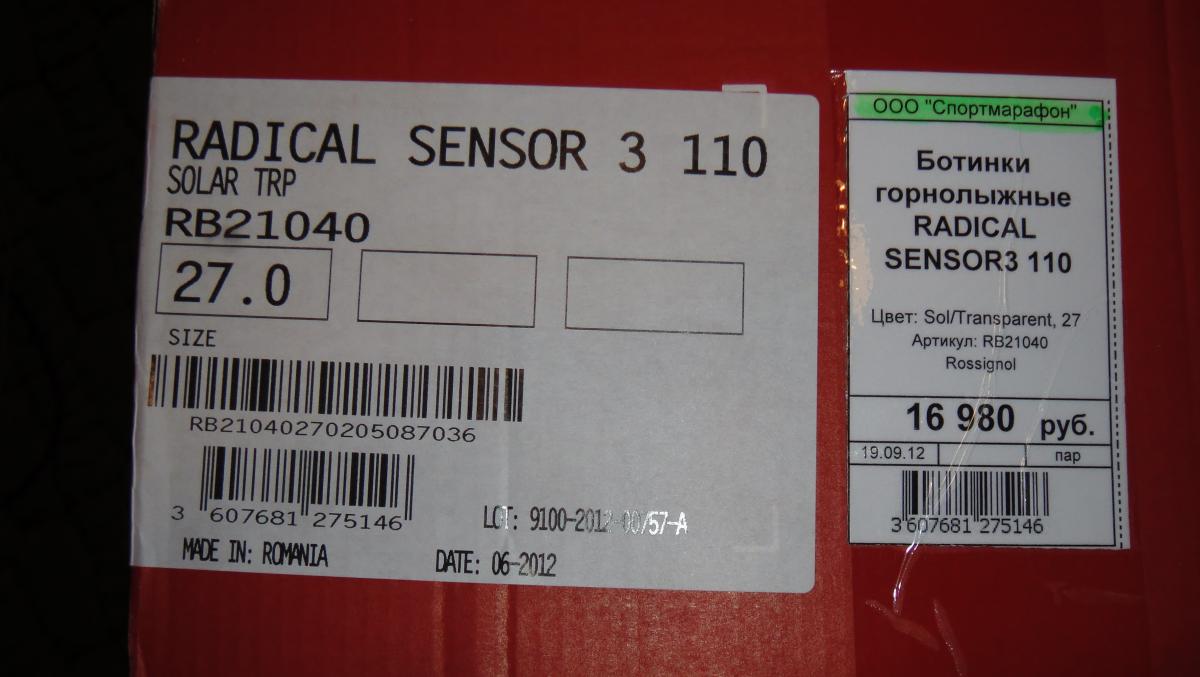 RADICAL SENSOR 3 110
SOLAR TRP
RB21040
27.0
SIZE
RB21040270205087036
3 607681 275146
LOT: 9100-2012-00/57-A
MADE IN: ROMANIA
DATE: 06-2012
ООО "Спортмарафон"
Ботинки
горнолыжные
RADICAL
SENSOR3 110
Цвет: Sol/Transparent, 27
Артикул: RB21040
Rossignol
16 980 руб.
19.09.12 пар
3 607681 275146